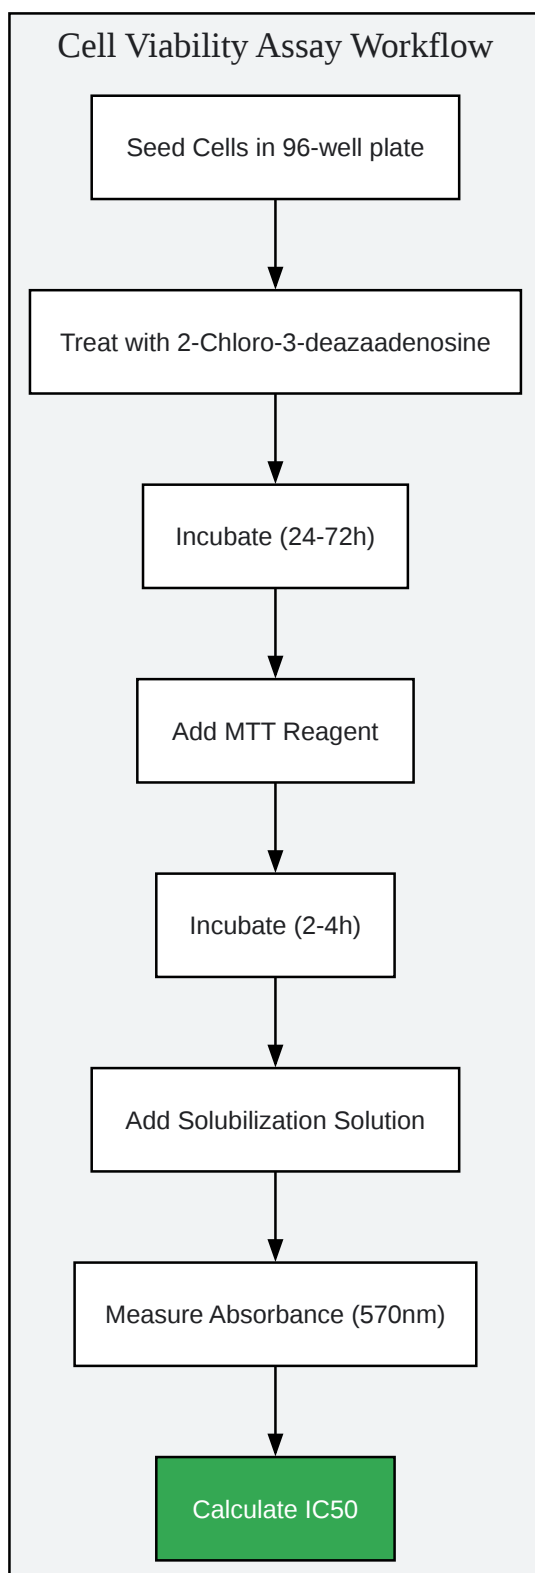 Cell Viability Assay Workflow
Seed Cells in 96-well plate
Treat with 2-Chloro-3-deazaadenosine
Incubate (24-72h)
Add MTT Reagent
Incubate (2-4h)
Add Solubilization Solution
Measure Absorbance (570nm)
Calculate IC50